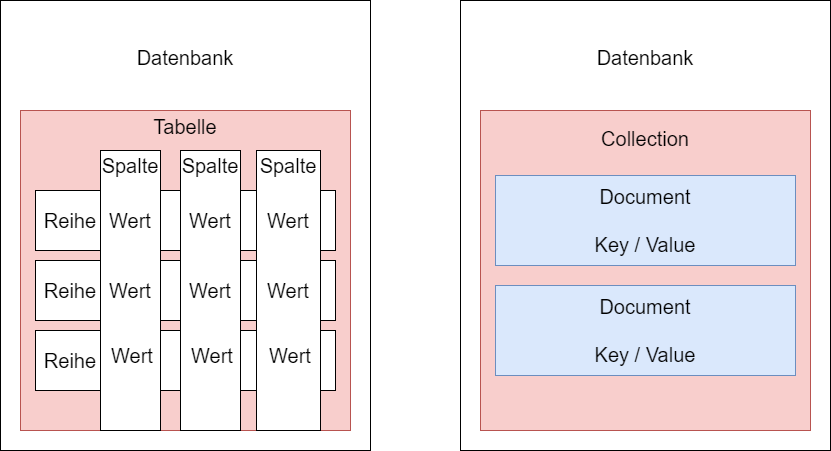 Datenbank
Tabelle
Spalte Spalte Spalte
Reihe Wert Wert Wert
Reihe Wert Wert Wert
Reihe Wert Wert Wert
Datenbank
Collection
Document
Key / Value
Document
Key / Value